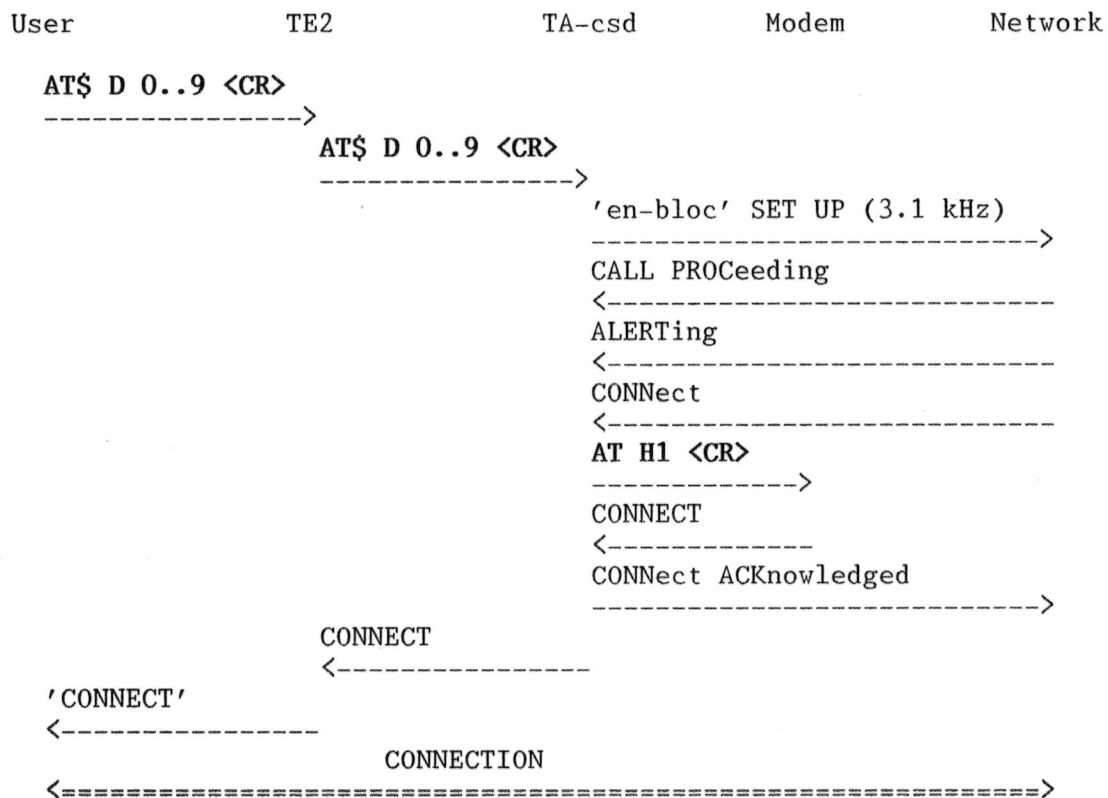 User TE2 TA-csd Modem Network
AT$ D 0..9 <CR>
---------------->
AT$ D 0..9 <CR>
---------------->
'en-bloc' SET UP (3.1 kHz)
---------------------------->
CALL PROCeeding
<----------------------------
ALERTing
<----------------------------
CONNect
<----------------------------
AT H1 <CR>
------------->
CONNECT
<-------------
CONNect ACKnowledged
---------------------------->
CONNECT
<----------------
'CONNECT'
<----------------
CONNECTION
<=============================================================>